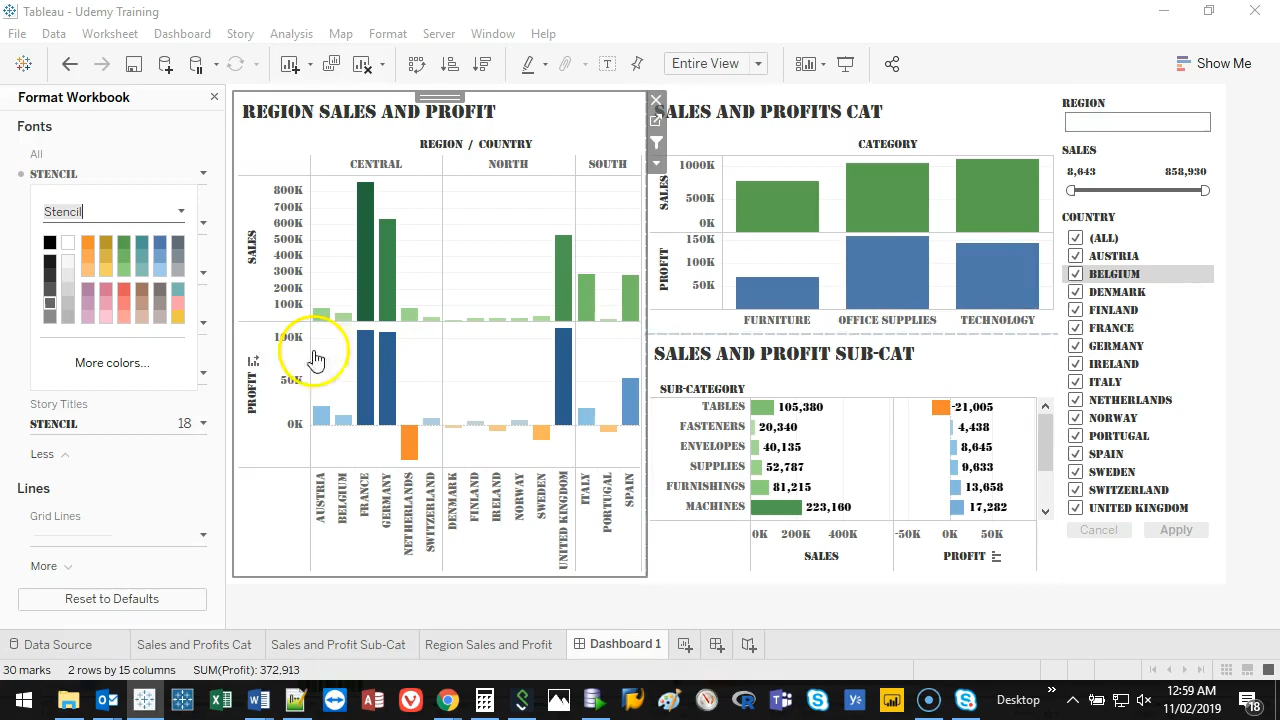 Tableau - Udemy Training
File Data Worksheet Dashboard Story Analysis Map Format Server Window Help
Entire View
Show Me
Format Workbook
Fonts
All
STENCIL
Stencil
More colors...
Story Titles
STENCIL 18
Less
Lines
Grid Lines
More
Reset to Defaults
REGION SALES AND PROFIT
REGION / COUNTRY
CENTRAL NORTH SOUTH
SALES
800K
700K
600K
500K
400K
300K
200K
100K
PROFIT
100K
50K
0K
AUSTRIA
BELGIUM
FRANCE
GERMANY
NETHERLANDS
SWITZERLAND
DENMARK
FINLAND
IRELAND
NORWAY
SWEDEN
UNITED KINGDOM
ITALY
PORTUGAL
SPAIN
SALES AND PROFITS CAT
CATEGORY
SALES
1000K
500K
0K
PROFIT
150K
100K
50K
FURNITURE OFFICE SUPPLIES TECHNOLOGY
SALES AND PROFIT SUB-CAT
SUB-CATEGORY
TABLES 105,380 -21,005
FASTENERS 20,340 4,438
ENVELOPES 40,135 8,645
SUPPLIES 52,787 9,633
FURNISHINGS 81,215 13,658
MACHINES 223,160 17,282
0K 200K 400K -50K 0K 50K
SALES PROFIT
REGION
SALES
8,643 858,930
COUNTRY
(ALL)
AUSTRIA
BELGIUM
DENMARK
FINLAND
FRANCE
GERMANY
IRELAND
ITALY
NETHERLANDS
NORWAY
PORTUGAL
SPAIN
SWEDEN
SWITZERLAND
UNITED KINGDOM
Cancel Apply
Data Source Sales and Profits Cat Sales and Profit Sub-Cat Region Sales and Profit Dashboard 1
30 marks 2 rows by 15 columns SUM(Profit): 372,913
Desktop
12:59 AM
11/02/2019
18